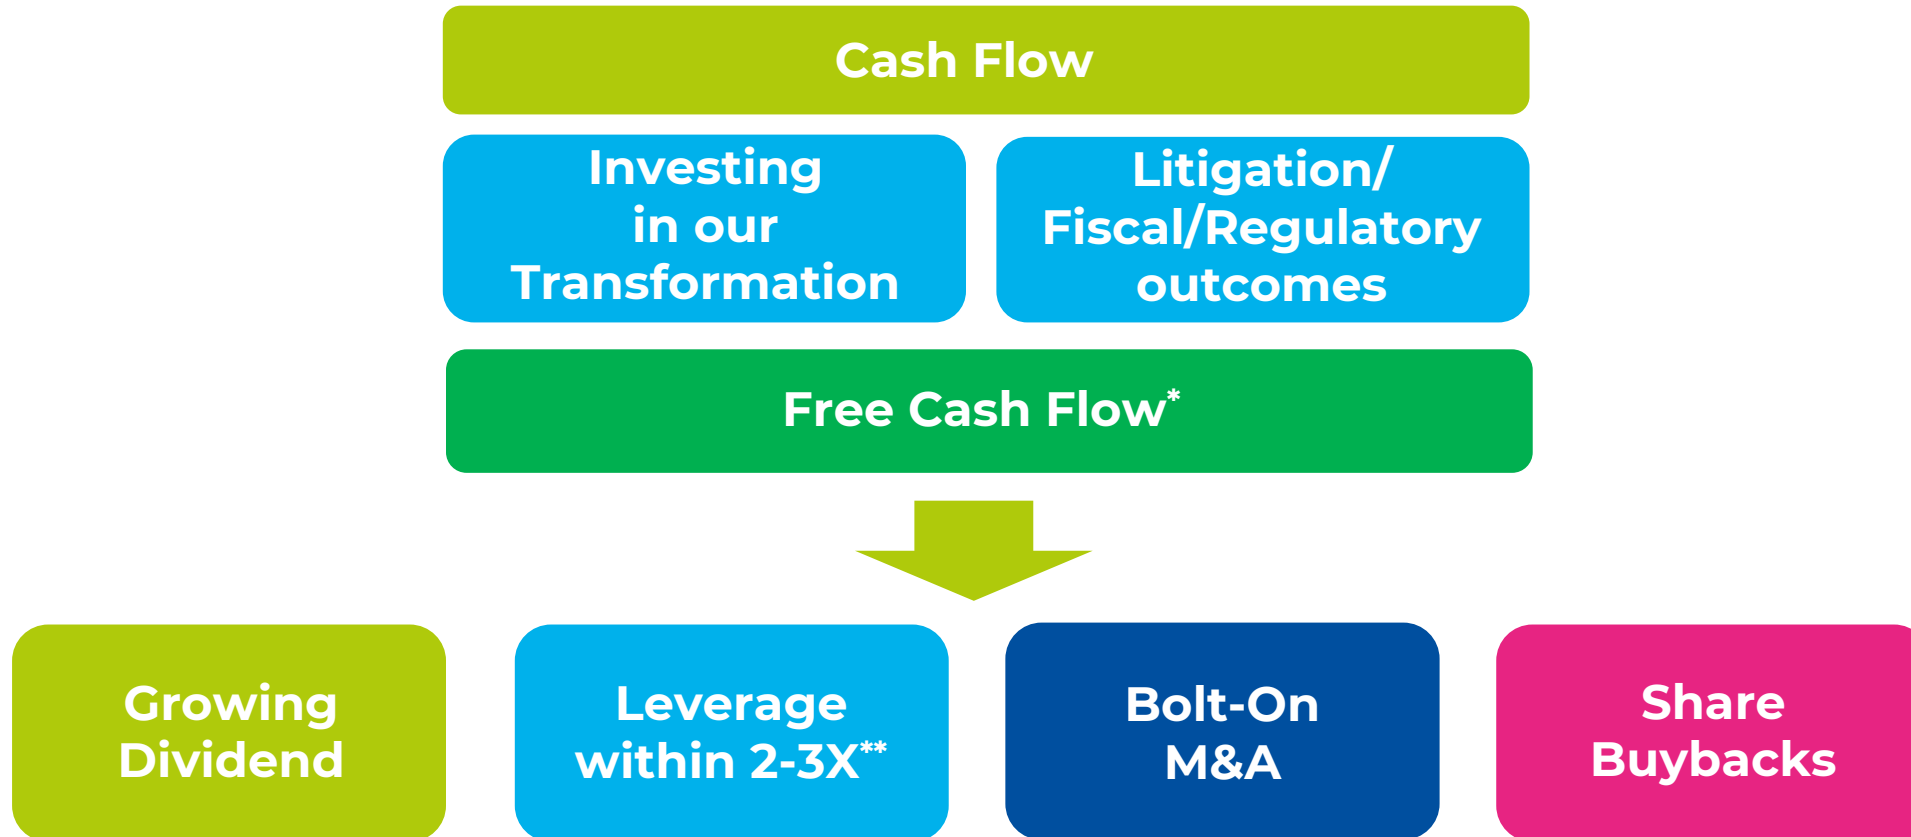 Cash Flow
Investing
in our
Transformation
Litigation/
Fiscal/Regulatory
outcomes
Free Cash Flow*
Growing
Dividend
Leverage
within 2-3X**
Bolt-On
M&A
Share
Buybacks